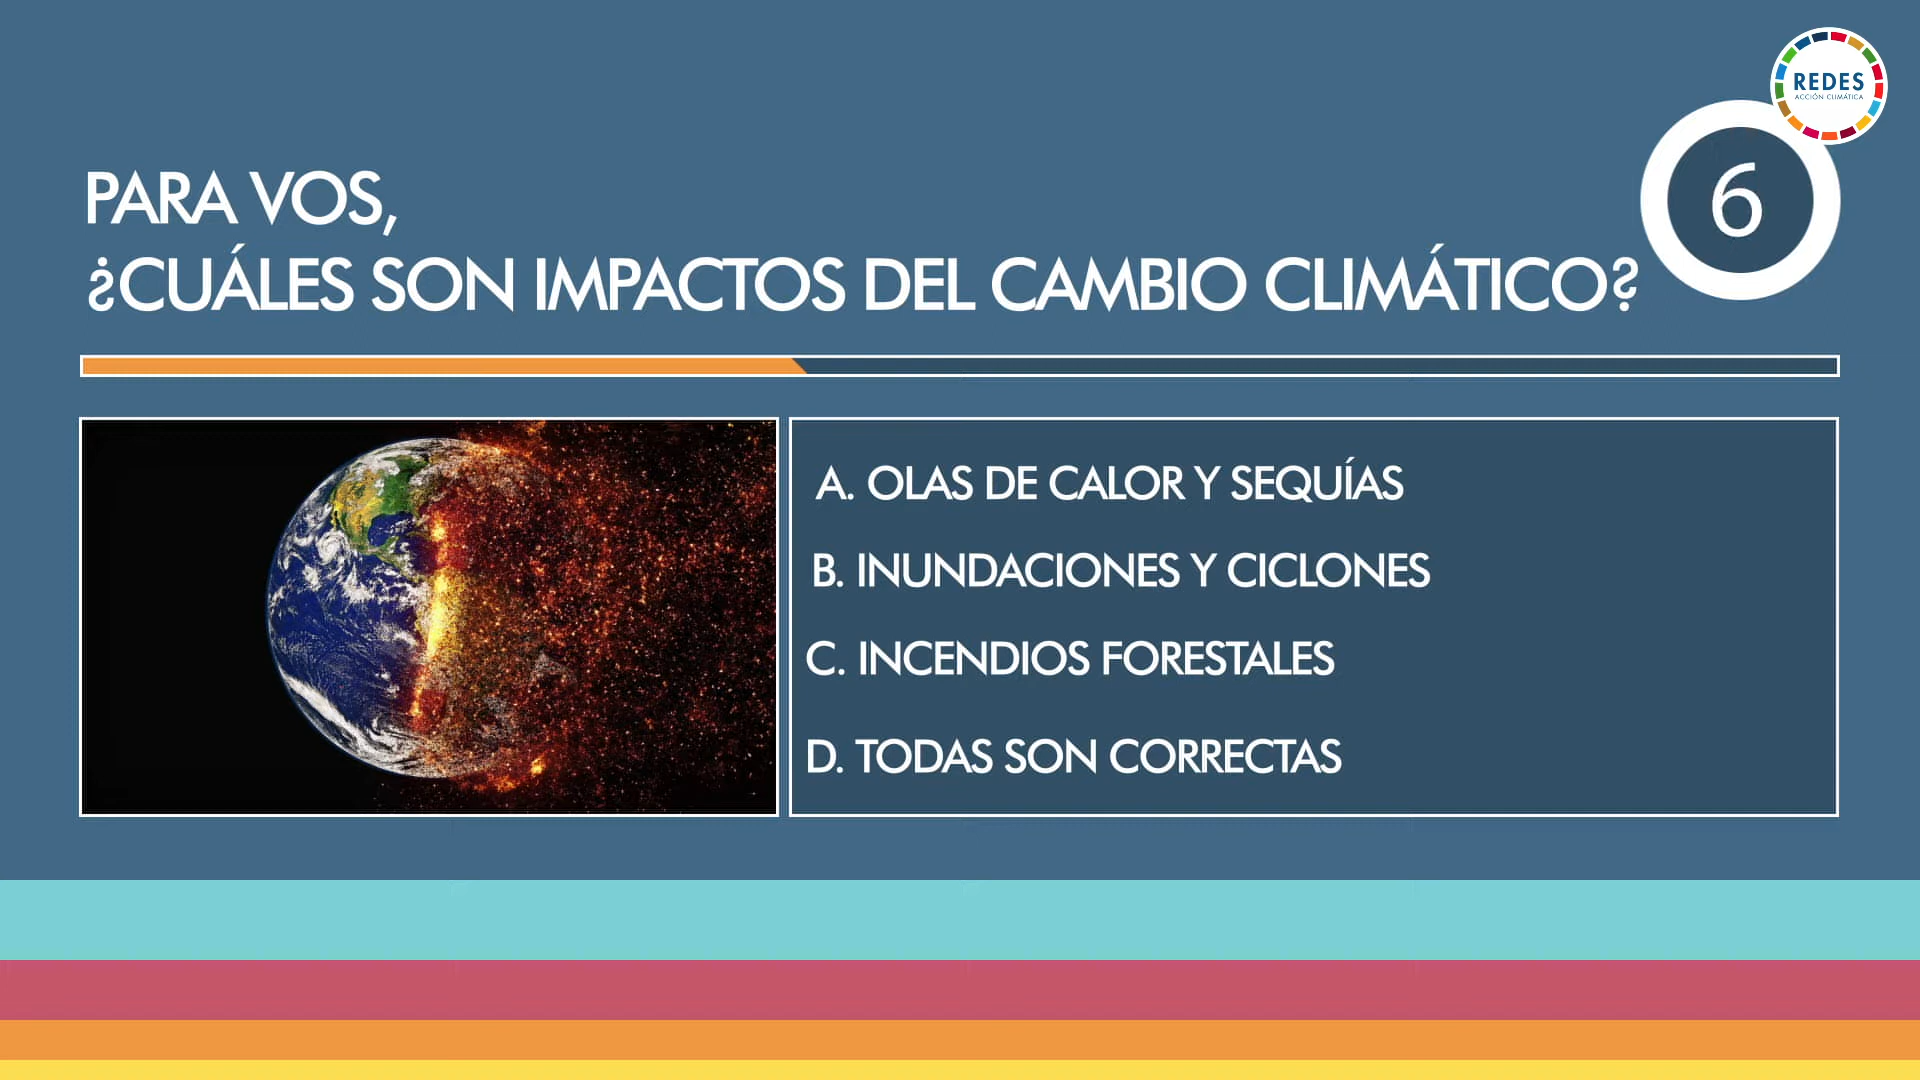 REDES
ACCIÓN CLIMÁTICA
6
PARA VOS,
¿CUÁLES SON IMPACTOS DEL CAMBIO CLIMÁTICO?
A. OLAS DE CALOR Y SEQUÍAS
B. INUNDACIONES Y CICLONES
C. INCENDIOS FORESTALES
D. TODAS SON CORRECTAS